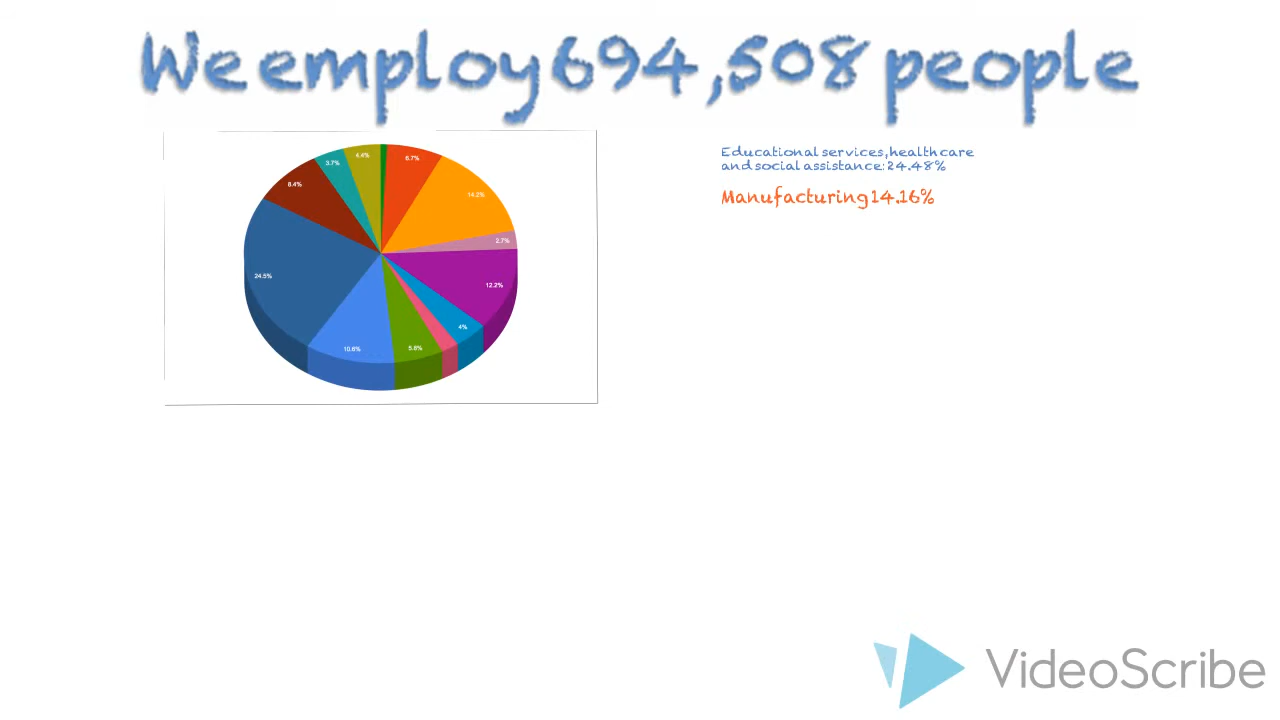 We employ 694,508 people
Educational services, health care
and social assistance: 24.48%
Manufacturing 14.16%
6.7%
4.4%
3.7%
8.4%
14.2%
2.7%
24.5%
12.2%
4%
10.6%
5.8%
VideoScribe